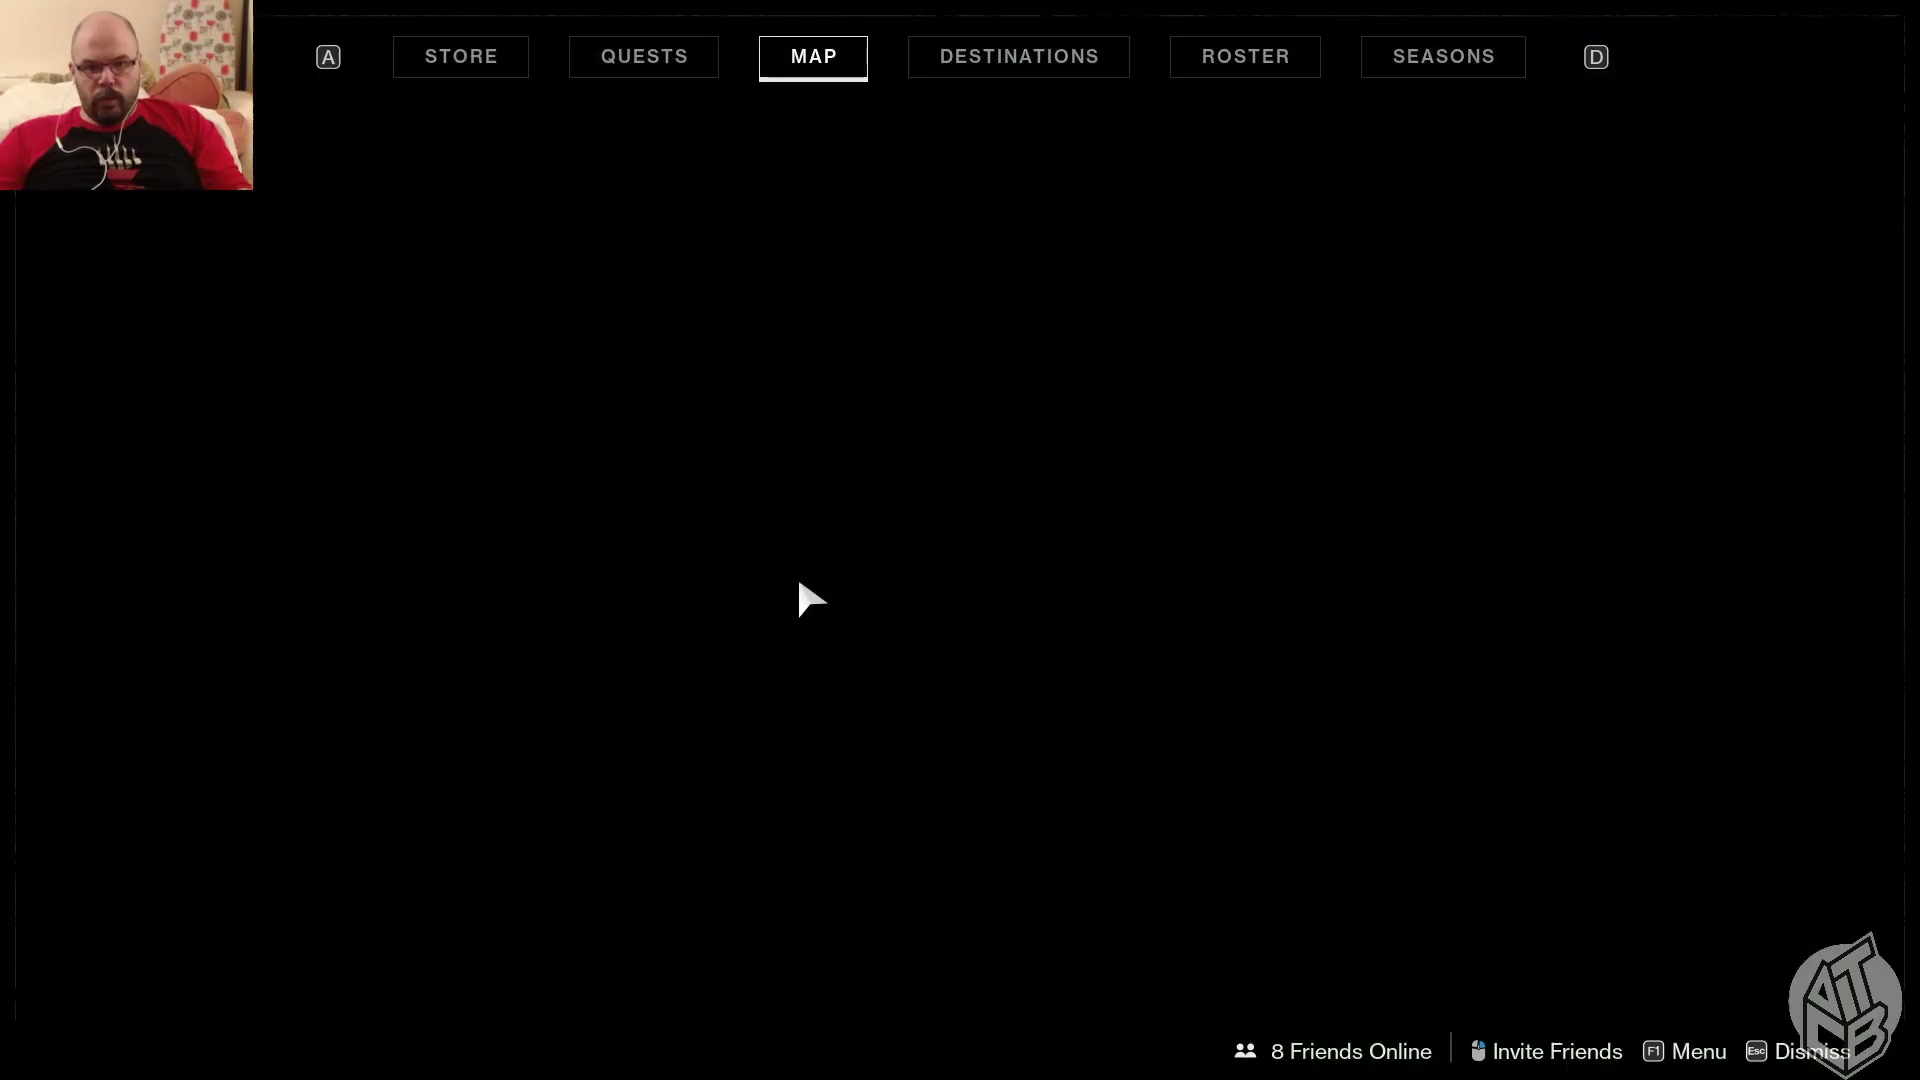 A STORE QUESTS MAP DESTINATIONS ROSTER SEASONS D
8 Friends Online Invite Friends F1 Menu Esc Dismiss